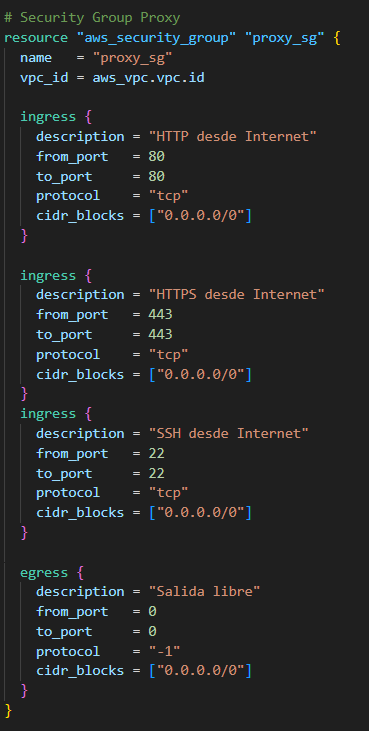 # Security Group Proxy
resource "aws_security_group" "proxy_sg" {
  name   = "proxy_sg"
  vpc_id = aws_vpc.vpc.id

  ingress {
    description = "HTTP desde Internet"
    from_port   = 80
    to_port     = 80
    protocol    = "tcp"
    cidr_blocks = ["0.0.0.0/0"]
  }

  ingress {
    description = "HTTPS desde Internet"
    from_port   = 443
    to_port     = 443
    protocol    = "tcp"
    cidr_blocks = ["0.0.0.0/0"]
  }
  ingress {
    description = "SSH desde Internet"
    from_port   = 22
    to_port     = 22
    protocol    = "tcp"
    cidr_blocks = ["0.0.0.0/0"]
  }

  egress {
    description = "Salida libre"
    from_port   = 0
    to_port     = 0
    protocol    = "-1"
    cidr_blocks = ["0.0.0.0/0"]
  }
}